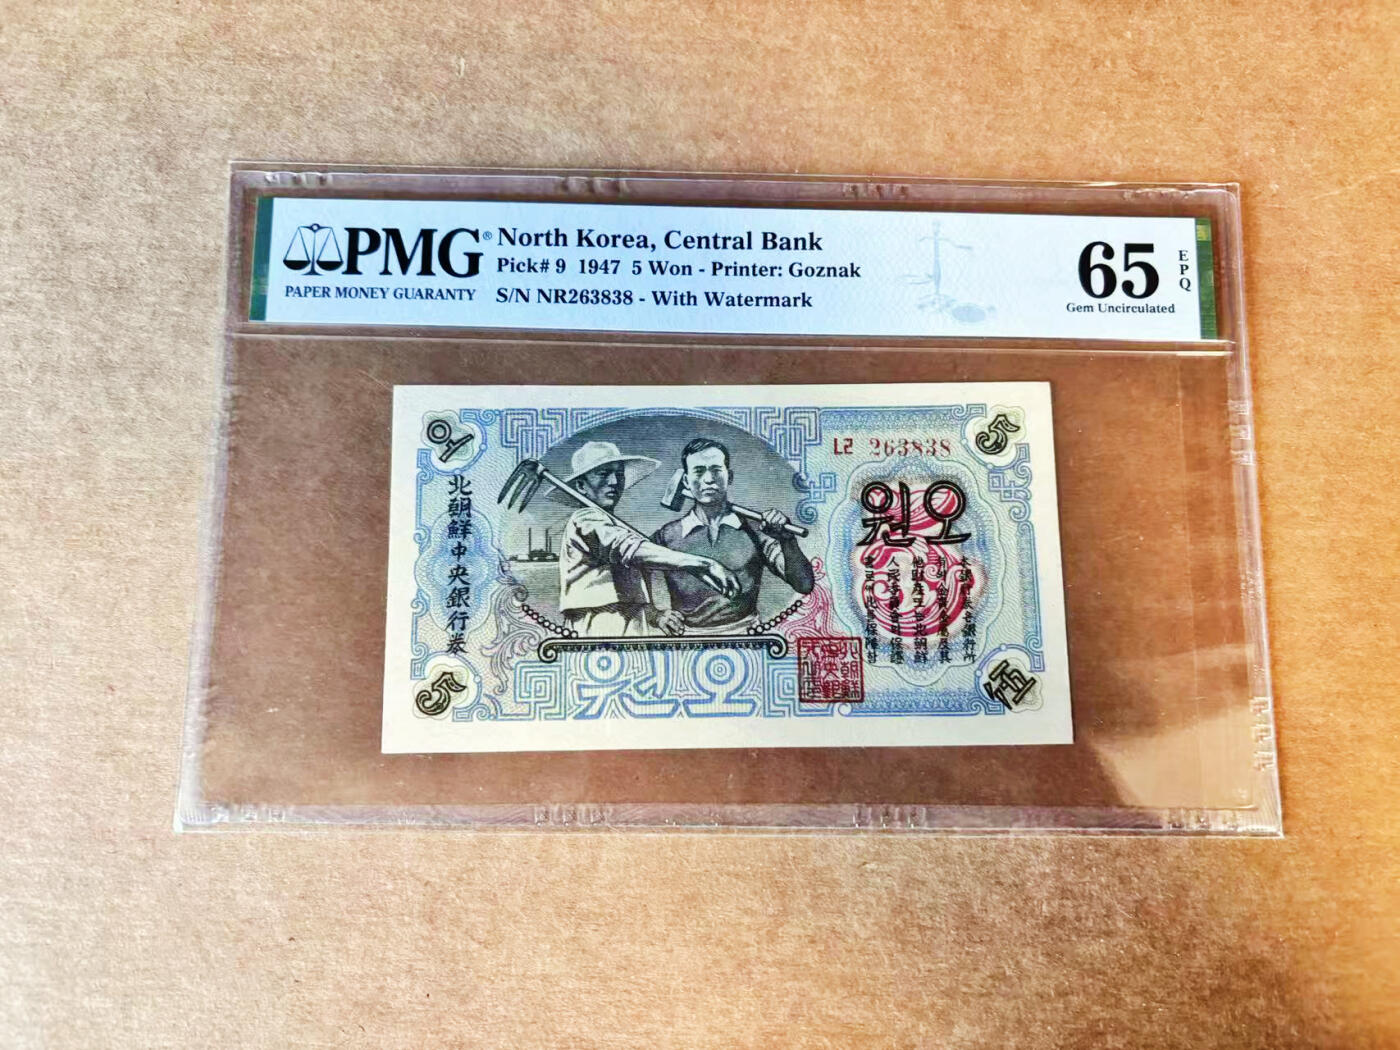 PMG®
PAPER MONEY GUARANTY
North Korea, Central Bank
Pick# 9 1947 5 Won - Printer: Goznak
S/N NR263838 - With Watermark
65
EPQ
Gem Uncirculated
오
5
ㄴㄹ 263838
北朝鮮中央銀行券
원오
원오
5
伍